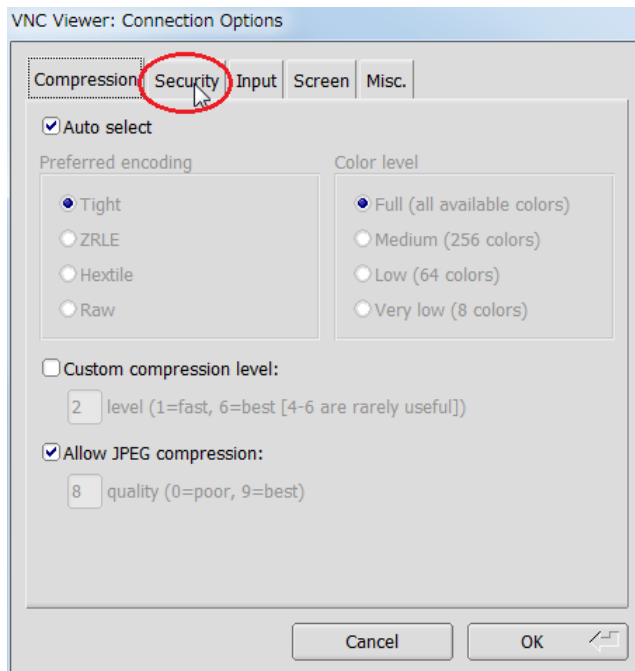 VNC Viewer: Connection Options
Compression Security Input Screen Misc.
Auto select
Preferred encoding
Tight
ZRLE
Hextile
Raw
Color level
Full (all available colors)
Medium (256 colors)
Low (64 colors)
Very low (8 colors)
Custom compression level:
2 level (1=fast, 6=best [4-6 are rarely useful])
Allow JPEG compression:
8 quality (0=poor, 9=best)
Cancel OK